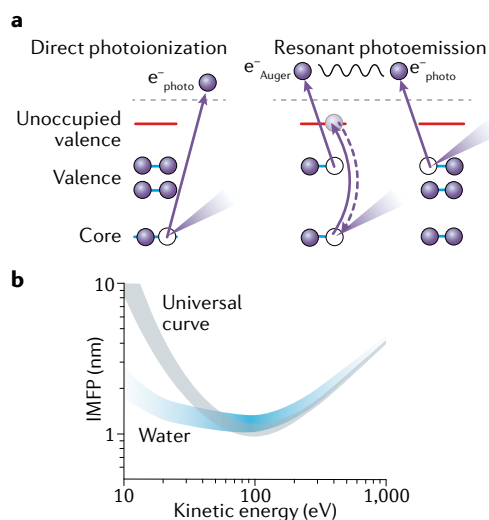 a
Direct photoionization
Resonant photoemission
e⁻photo
e⁻Auger
e⁻photo
Unoccupied
valence
Valence
Core
b
10
Universal
curve
IMFP (nm)
1
Water
10
100
1,000
Kinetic energy (eV)